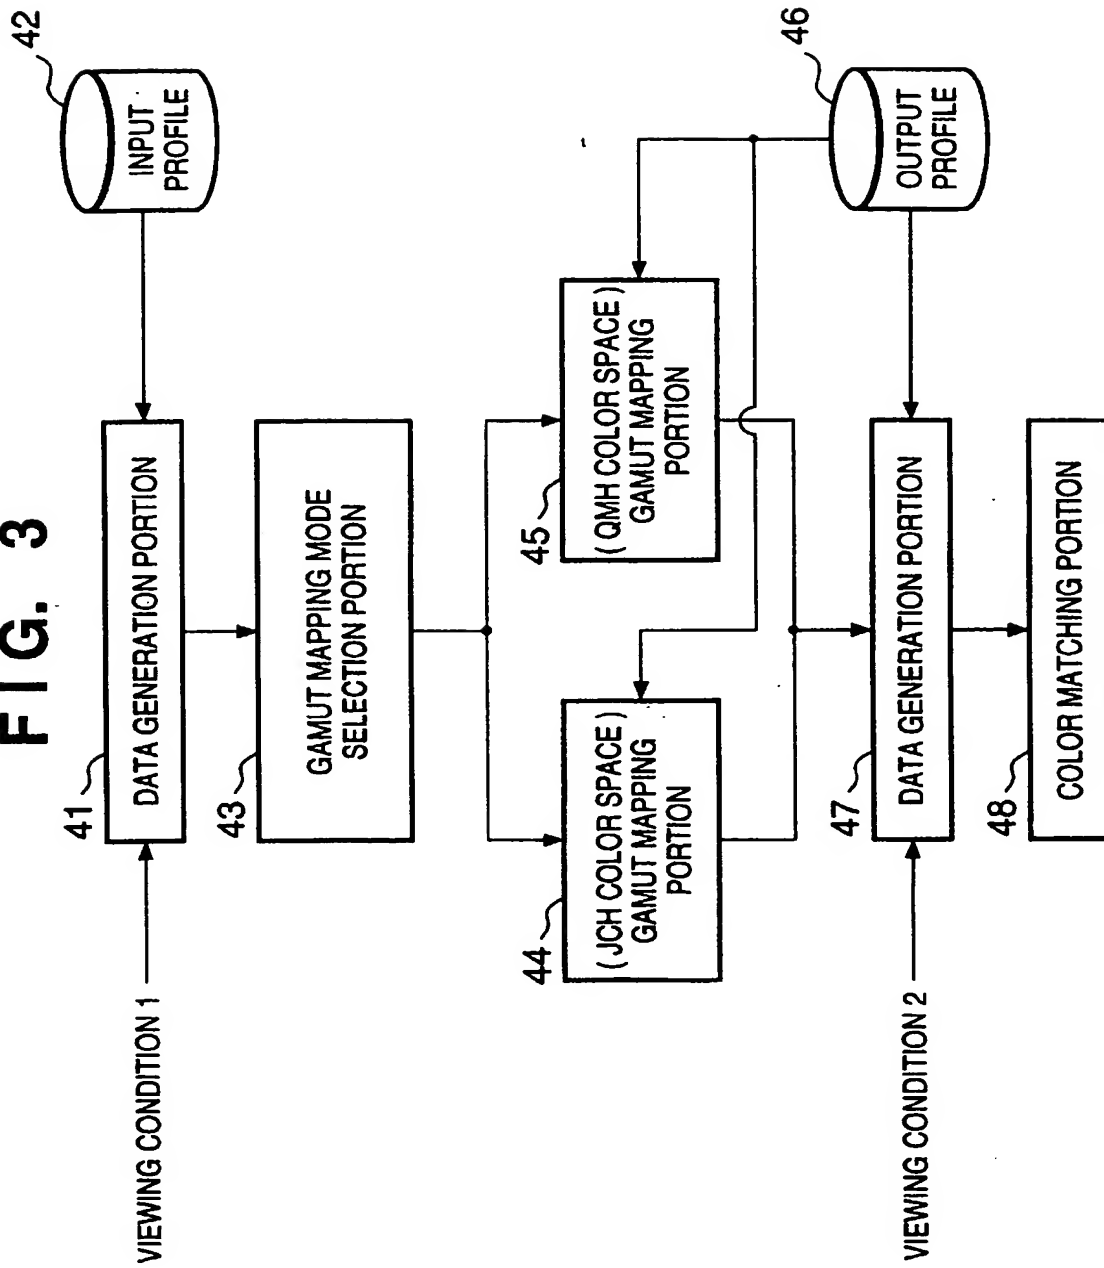 FIG. 3
42
INPUT
PROFILE
41
DATA GENERATION PORTION
VIEWING CONDITION 1
43
GAMUT MAPPING MODE
SELECTION PORTION
44
(JCH COLOR SPACE)
GAMUT MAPPING
PORTION
45
(QMH COLOR SPACE)
GAMUT MAPPING
PORTION
46
OUTPUT
PROFILE
47
DATA GENERATION PORTION
VIEWING CONDITION 2
48
COLOR MATCHING PORTION